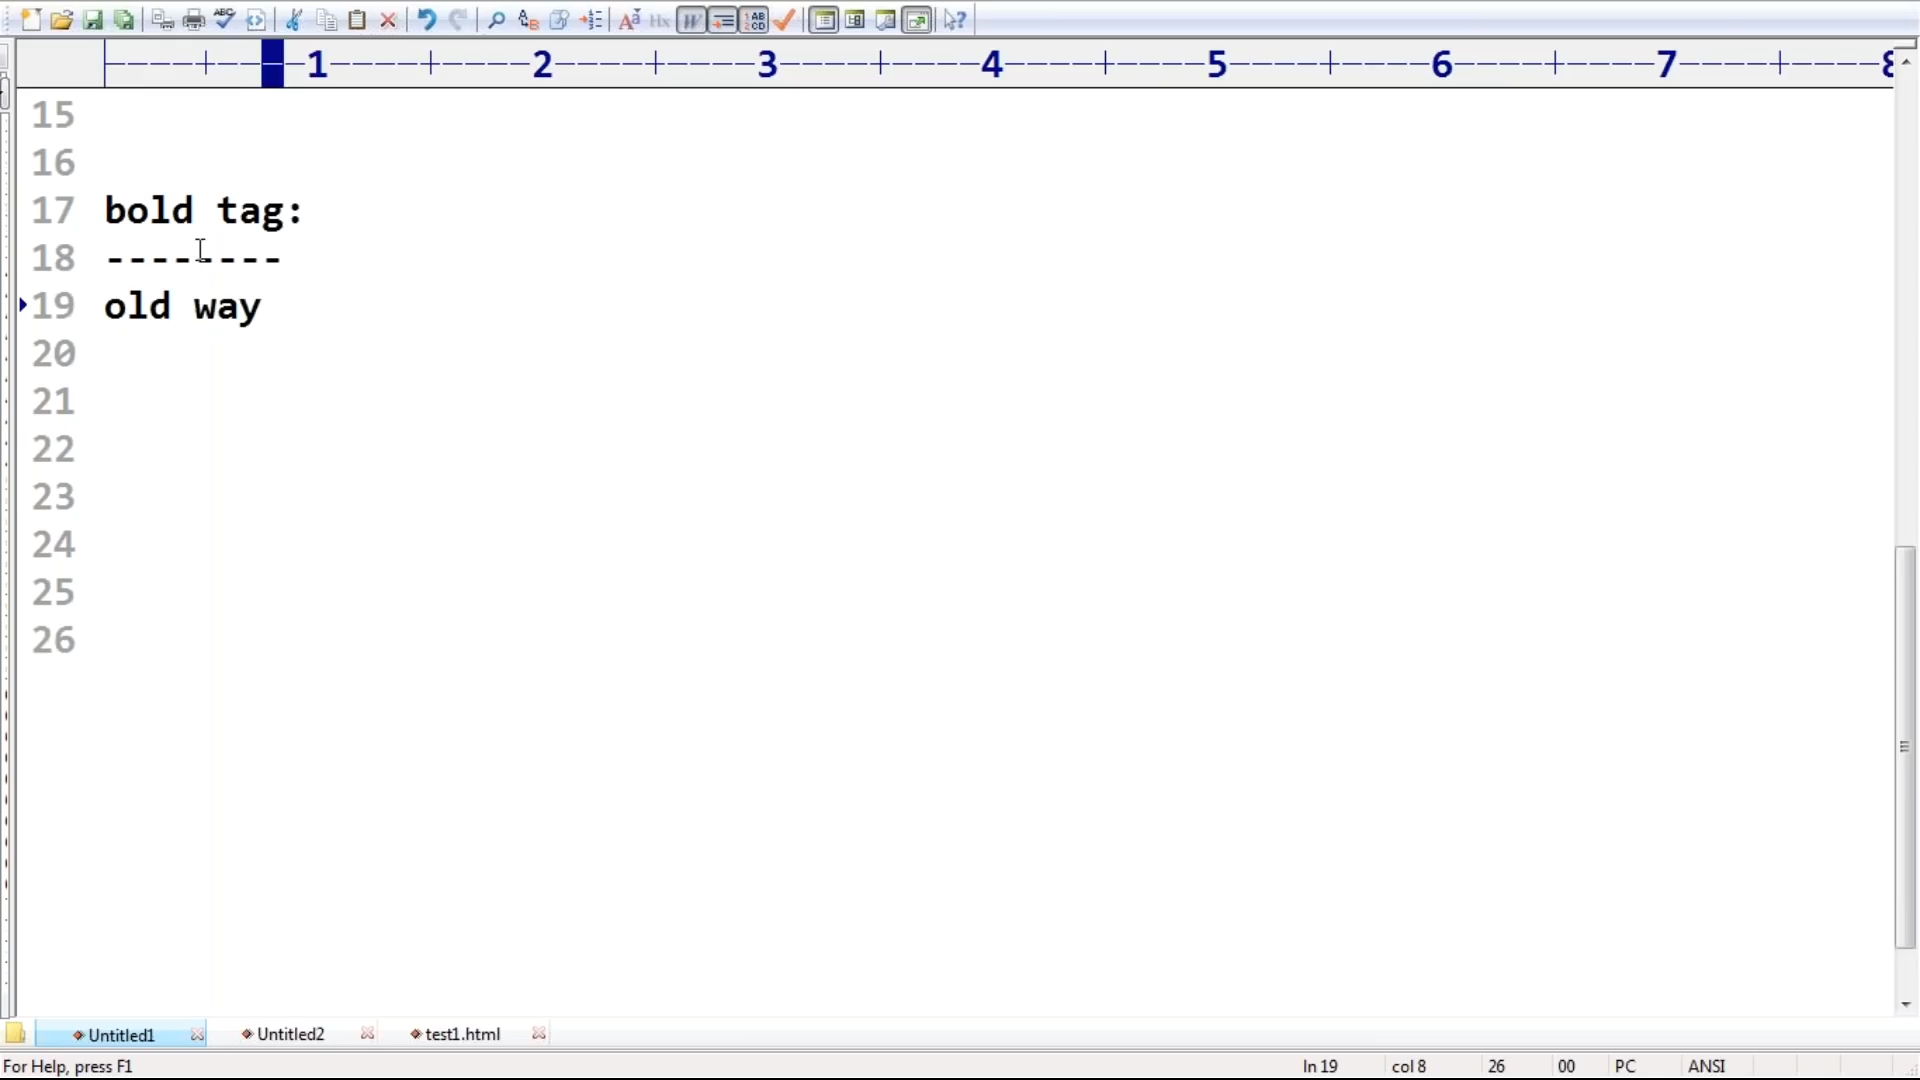 1 2 3 4 5 6 7 8
15
16
17 bold tag:
18 --------
19 old way
20
21
22
23
24
25
26
Untitled1 Untitled2 test1.html
For Help, press F1 ln 19 col 8 26 00 PC ANSI